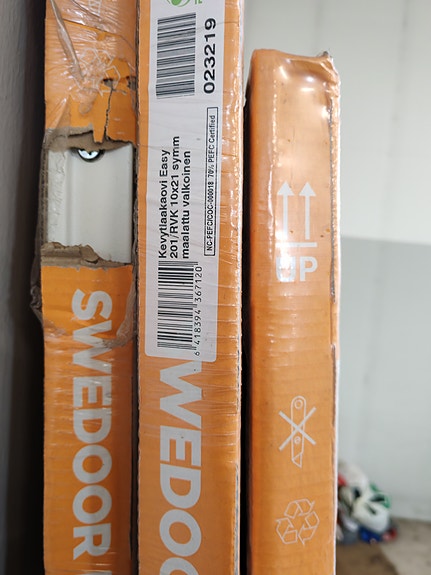 SWEDOOR
023219
Kevytlaakaovi Easy
201/RVK 10x21 symm
maalattu valkoinen
NC-PEFC/COC-000018 70% PEFC Certified
6 418394 367120
WEDOO
UP